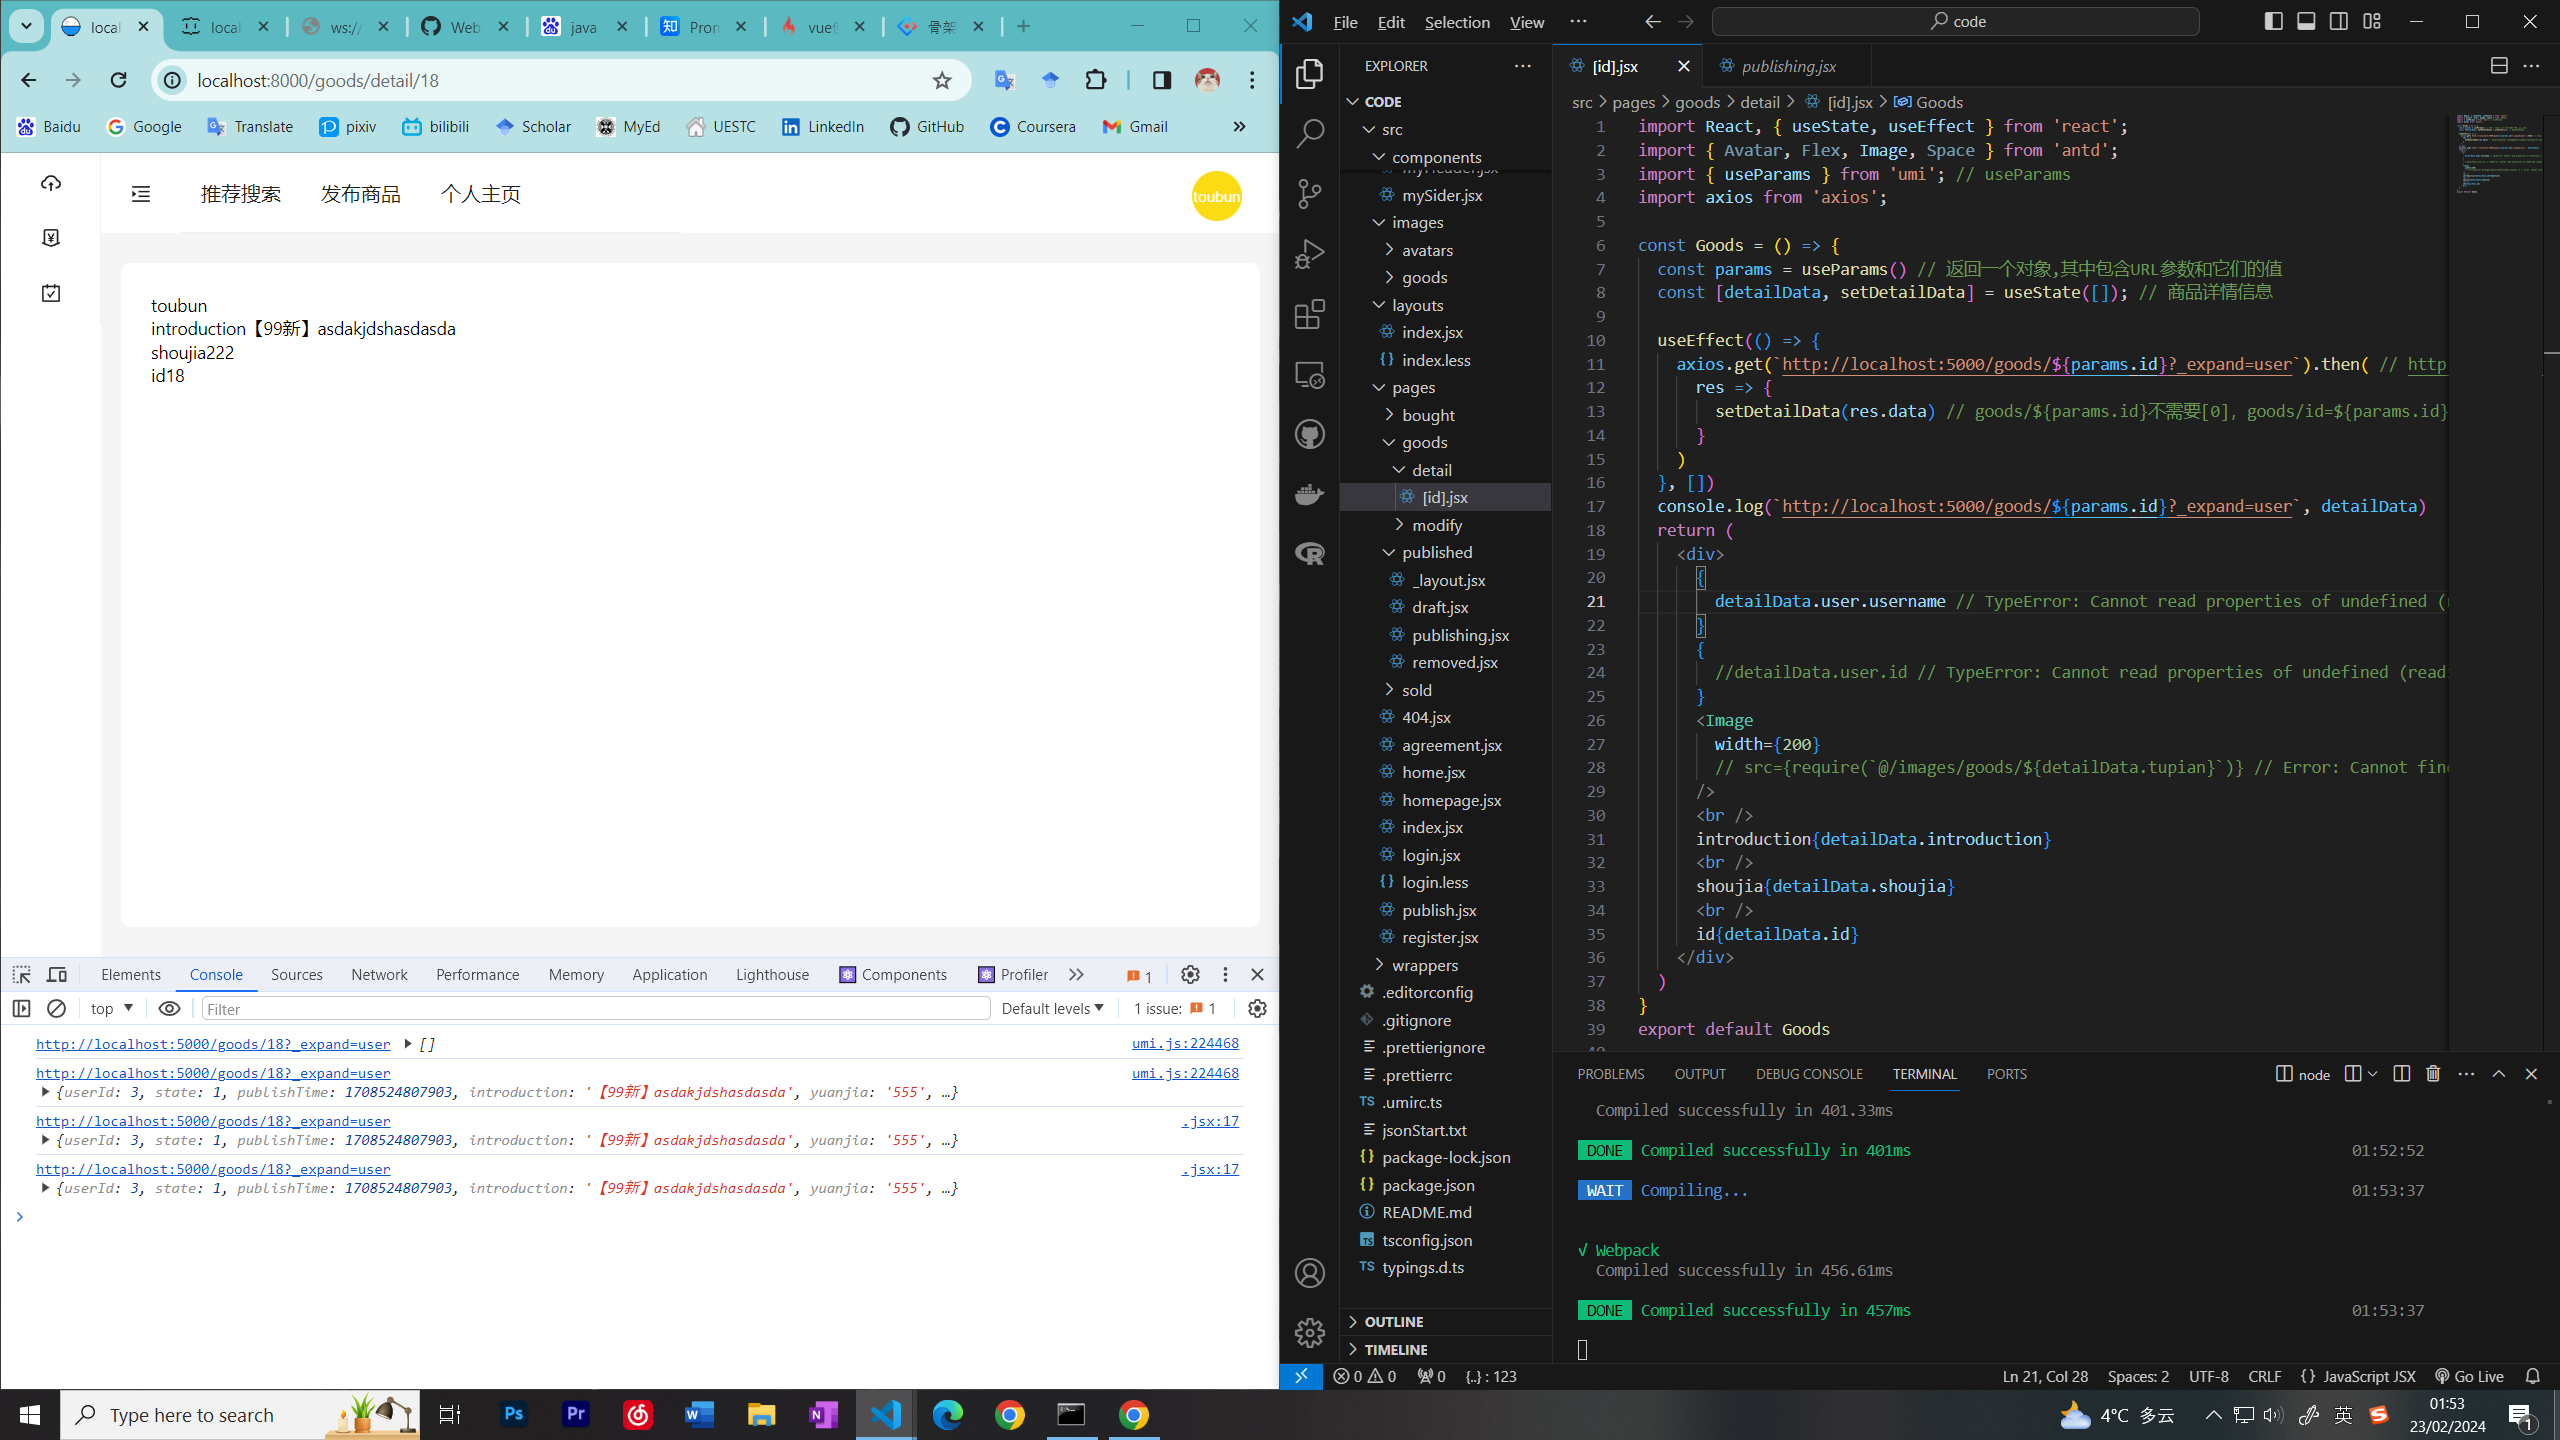 local
local
ws://
Web
java
Pron
vue
骨架
localhost:8000/goods/detail/18
Baidu
Google
Translate
pixiv
bilibili
Scholar
MyEd
UESTC
LinkedIn
GitHub
Coursera
Gmail
推荐搜索
发布商品
个人主页
toubun
toubun
introduction【99新】asdakjdshasdasda
shoujia222
id18
Elements
Console
Sources
Network
Performance
Memory
Application
Lighthouse
Components
Profiler
1
top
Filter
Default levels
1 issue: 1
http://localhost:5000/goods/18?_expand=user []
umi.js:224468
http://localhost:5000/goods/18?_expand=user
umi.js:224468
{userId: 3, state: 1, publishTime: 1708524807903, introduction: '【99新】asdakjdshasdasda', yuanjia: '555', …}
http://localhost:5000/goods/18?_expand=user
.jsx:17
{userId: 3, state: 1, publishTime: 1708524807903, introduction: '【99新】asdakjdshasdasda', yuanjia: '555', …}
http://localhost:5000/goods/18?_expand=user
.jsx:17
{userId: 3, state: 1, publishTime: 1708524807903, introduction: '【99新】asdakjdshasdasda', yuanjia: '555', …}
File Edit Selection View
code
EXPLORER
CODE
src
components
myHeader.jsx
mySider.jsx
images
avatars
goods
layouts
index.jsx
index.less
pages
bought
goods
detail
[id].jsx
modify
published
_layout.jsx
draft.jsx
publishing.jsx
removed.jsx
sold
404.jsx
agreement.jsx
home.jsx
homepage.jsx
index.jsx
login.jsx
login.less
publish.jsx
register.jsx
wrappers
.editorconfig
.gitignore
.prettierignore
.prettierrc
.umirc.ts
jsonStart.txt
package-lock.json
package.json
README.md
tsconfig.json
typings.d.ts
OUTLINE
TIMELINE
[id].jsx
publishing.jsx
src > pages > goods > detail > [id].jsx > Goods
1 import React, { useState, useEffect } from 'react';
2 import { Avatar, Flex, Image, Space } from 'antd';
3 import { useParams } from 'umi'; // useParams
4 import axios from 'axios';
5
6 const Goods = () => {
7 const params = useParams() // 返回一个对象,其中包含URL参数和它们的值
8 const [detailData, setDetailData] = useState([]); // 商品详情信息
9
10 useEffect(() => {
11 axios.get(`http://localhost:5000/goods/${params.id}?_expand=user`).then( // http
12 res => {
13 setDetailData(res.data) // goods/${params.id}不需要[0], goods/id=${params.id}
14 }
15 )
16 }, [])
17 console.log(`http://localhost:5000/goods/${params.id}?_expand=user`, detailData)
18 return (
19 <div>
20 {
21 detailData.user.username // TypeError: Cannot read properties of undefined (r
22 }
23 {
24 //detailData.user.id // TypeError: Cannot read properties of undefined (read
25 }
26 <Image
27 width={200}
28 // src={require(`@/images/goods/${detailData.tupian}`)} // Error: Cannot fin
29 />
30 <br />
31 introduction{detailData.introduction}
32 <br />
33 shoujia{detailData.shoujia}
34 <br />
35 id{detailData.id}
36 </div>
37 )
38 }
39 export default Goods
40
PROBLEMS OUTPUT DEBUG CONSOLE TERMINAL PORTS
node
Compiled successfully in 401.33ms
DONE Compiled successfully in 401ms 01:52:52
WAIT Compiling... 01:53:37
√ Webpack
Compiled successfully in 456.61ms
DONE Compiled successfully in 457ms 01:53:37
0 0 0 {..} : 123
Ln 21, Col 28 Spaces: 2 UTF-8 CRLF {} JavaScript JSX Go Live
Type here to search
Ps
Pr
W
N
4°C 多云
英
01:53
23/02/2024
1